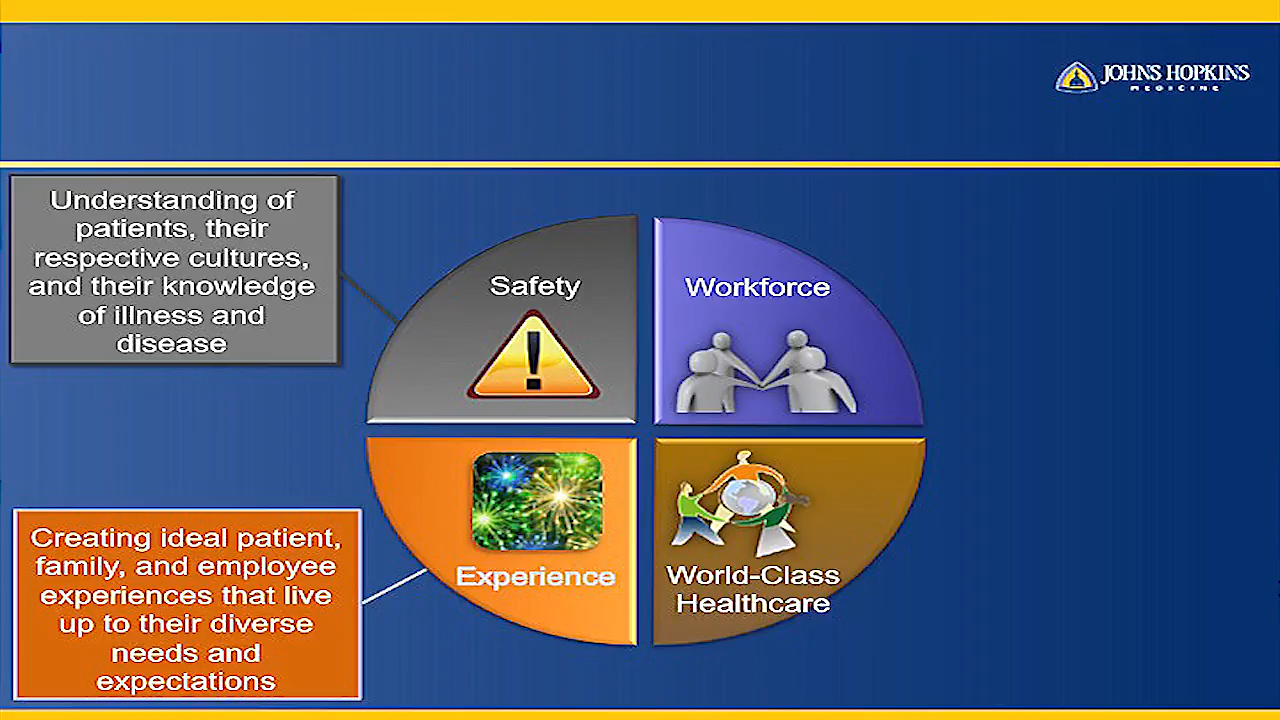 JOHNS HOPKINS
MEDICINE
Understanding of
patients, their
respective cultures,
and their knowledge
of illness and
disease
Safety
Workforce
Experience
World-Class
Healthcare
Creating ideal patient,
family, and employee
experiences that live
up to their diverse
needs and
expectations